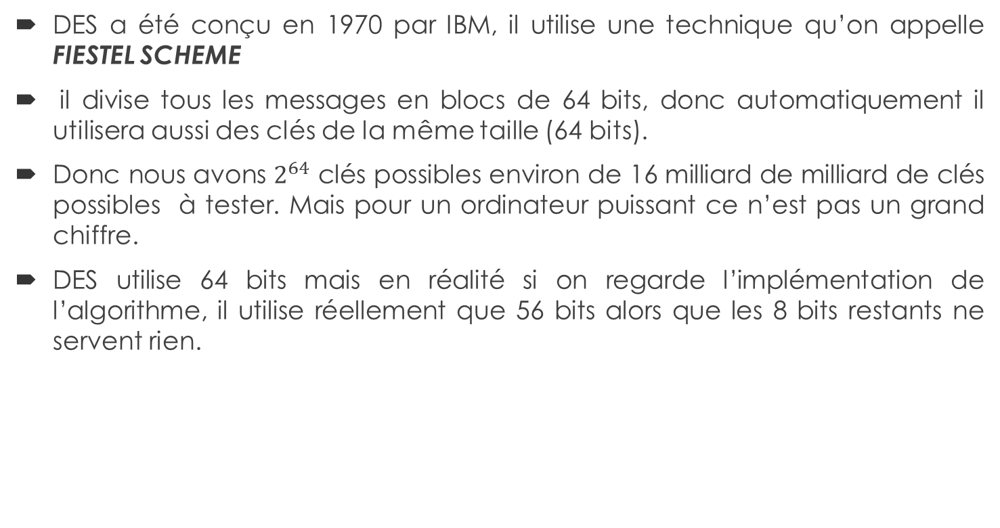 DES a été conçu en 1970 par IBM, il utilise une technique qu’on appelle
FIESTEL SCHEME
il divise tous les messages en blocs de 64 bits, donc automatiquement il
utilisera aussi des clés de la même taille (64 bits).
Donc nous avons 2⁶⁴ clés possibles environ de 16 milliard de milliard de clés
possibles à tester. Mais pour un ordinateur puissant ce n’est pas un grand
chiffre.
DES utilise 64 bits mais en réalité si on regarde l’implémentation de
l’algorithme, il utilise réellement que 56 bits alors que les 8 bits restants ne
servent rien.